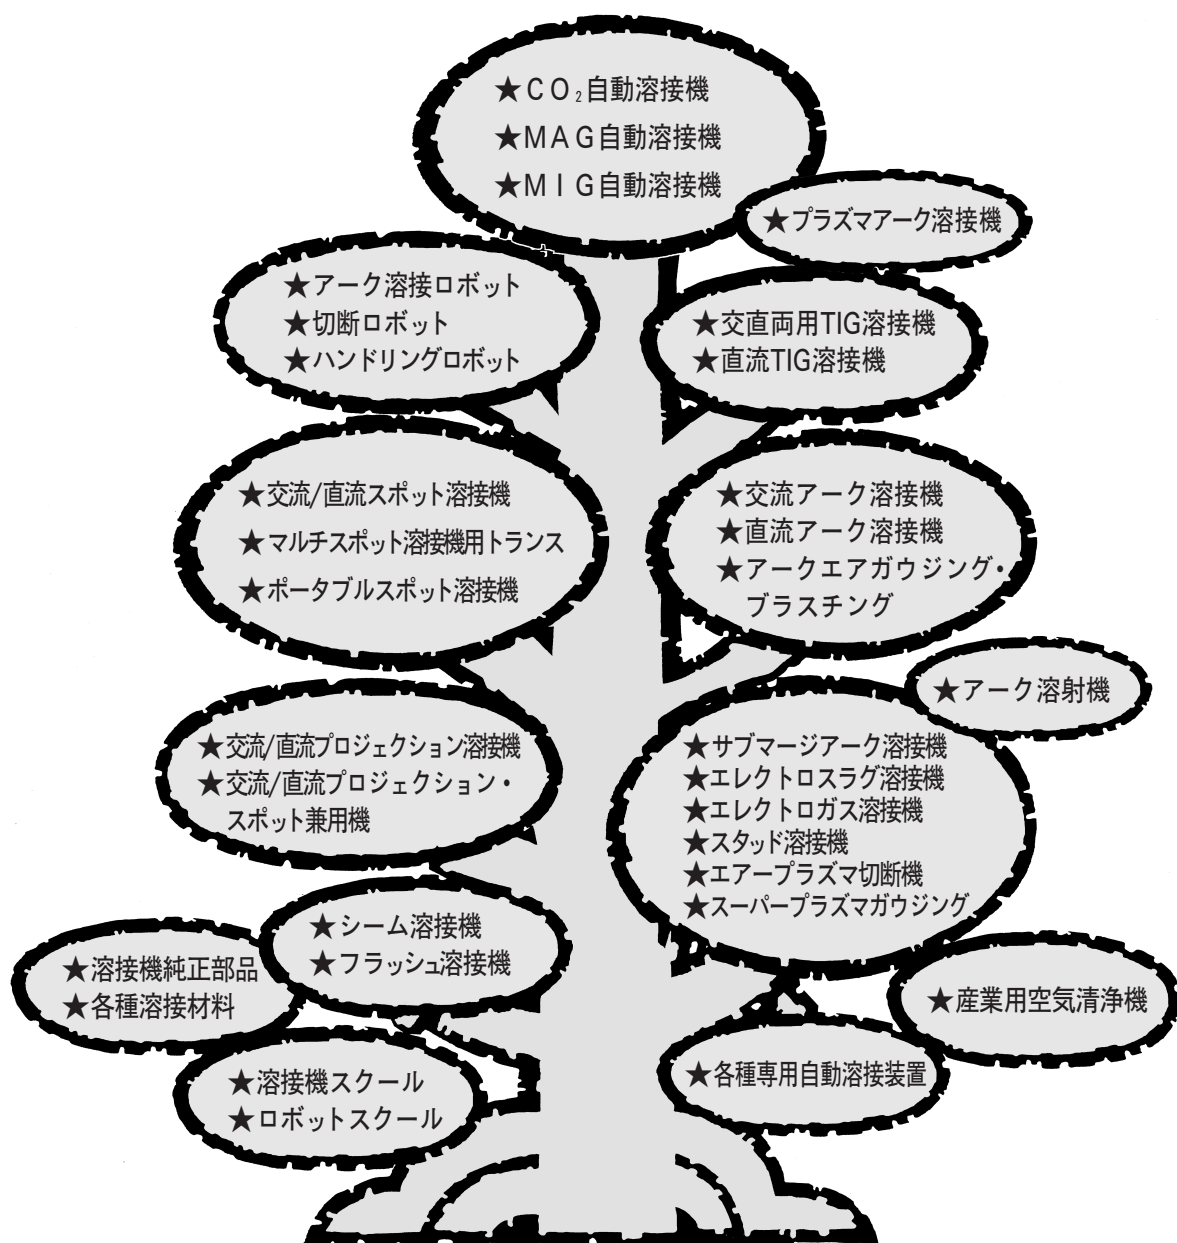 ★CO₂自動溶接機
★MAG自動溶接機
★MIG自動溶接機
★プラズマアーク溶接機
★アーク溶接ロボット
★切断ロボット
★ハンドリングロボット
★交直両用TIG溶接機
★直流TIG溶接機
★交流/直流スポット溶接機
★マルチスポット溶接機用トランス
★ポータブルスポット溶接機
★交流アーク溶接機
★直流アーク溶接機
★アークエアガウジング・
ブラスチング
★アーク溶射機
★交流/直流プロジェクション溶接機
★交流/直流プロジェクション・
スポット兼用機
★サブマージアーク溶接機
★エレクトロスラグ溶接機
★エレクトロガス溶接機
★スタッド溶接機
★エアープラズマ切断機
★スーパープラズマガウジング
★シーム溶接機
★フラッシュ溶接機
★溶接機純正部品
★各種溶接材料
★産業用空気清浄機
★溶接機スクール
★ロボットスクール
★各種専用自動溶接装置